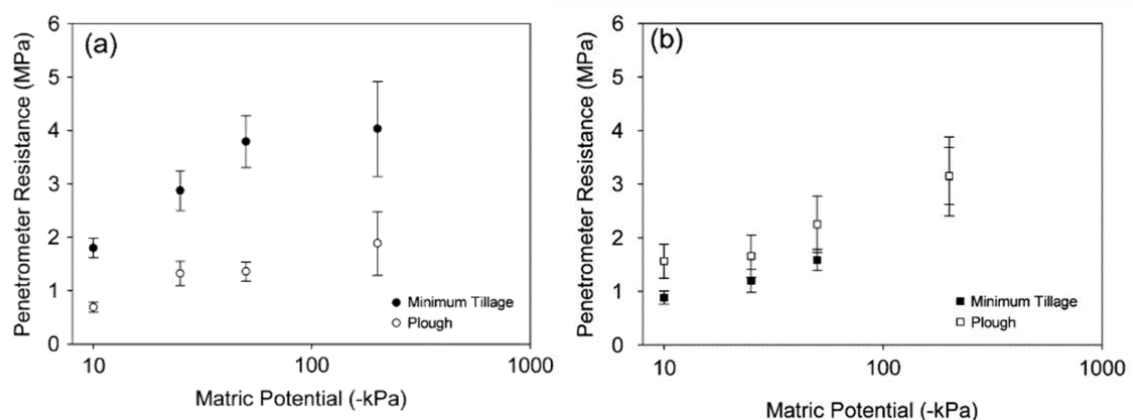 (a)
Penetrometer Resistance (MPa)
6
5
4
3
2
1
0
Minimum Tillage
Plough
10
100
1000
Matric Potential (-kPa)
(b)
Penetrometer Resistance (MPa)
6
5
4
3
2
1
0
Minimum Tillage
Plough
10
100
1000
Matric Potential (-kPa)